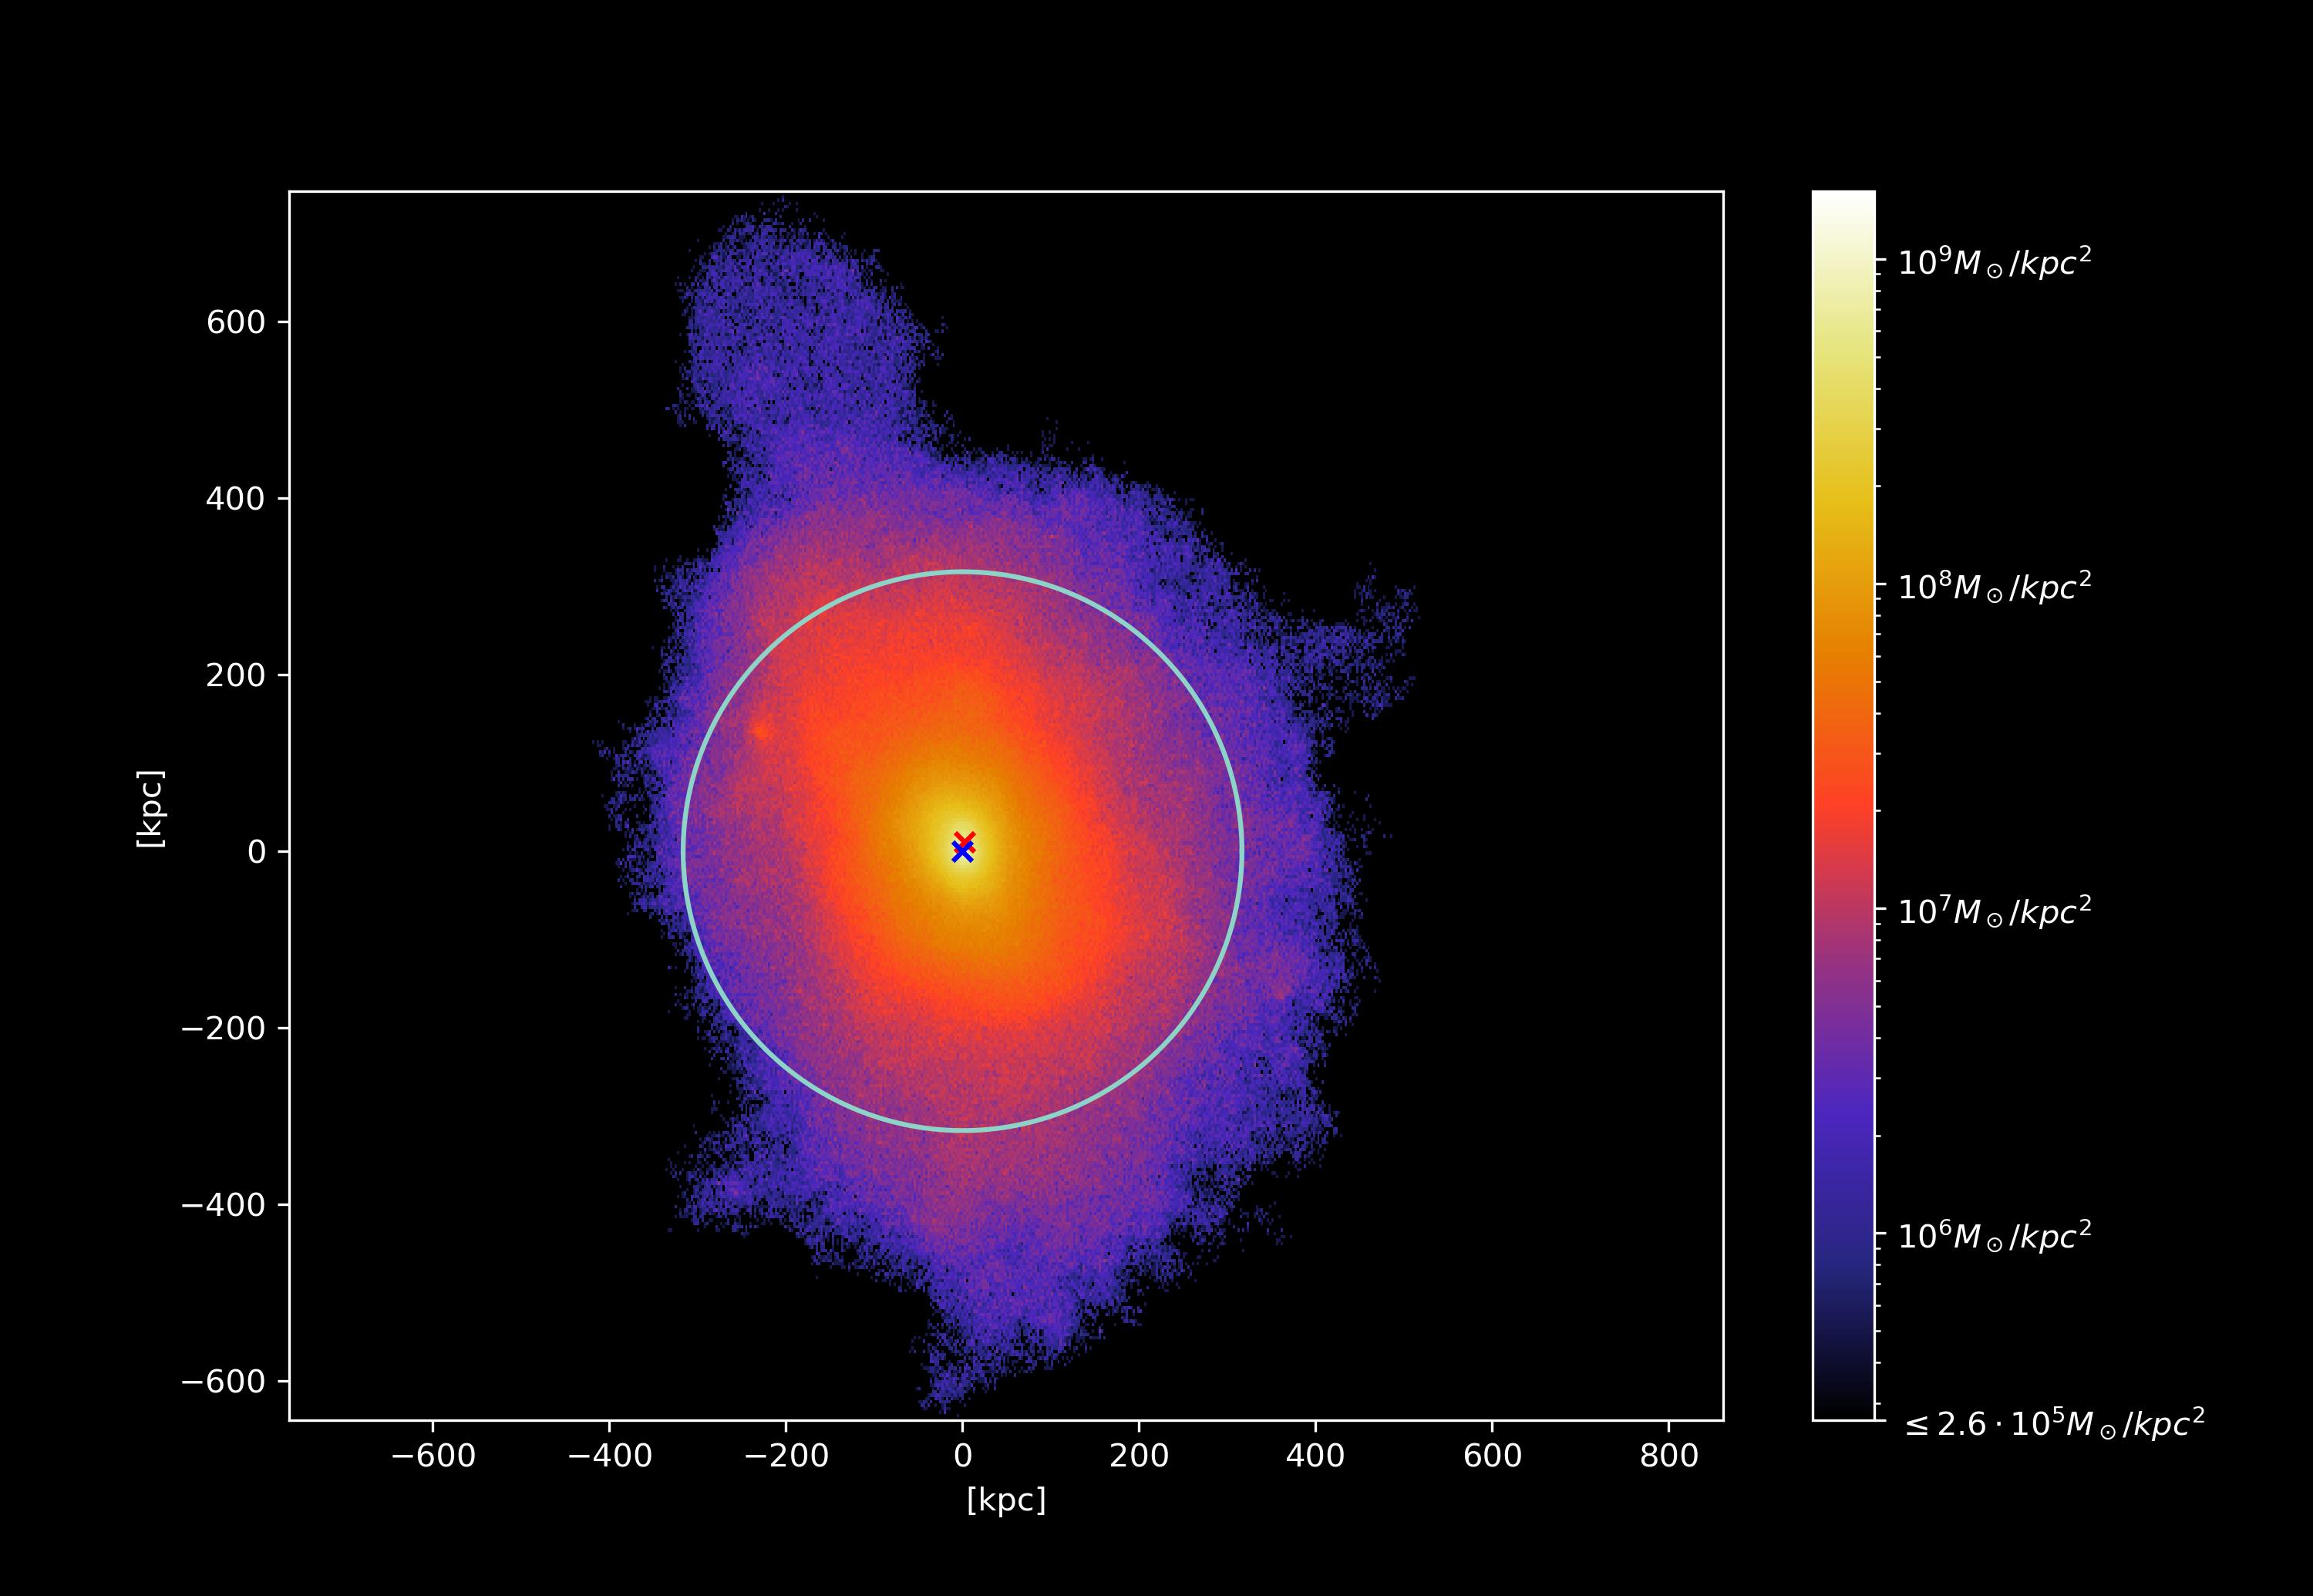 600
400
200
0
−200
−400
−600
[kpc]
−600 −400 −200 0 200 400 600 800
[kpc]
10⁹M⊙/kpc²
10⁸M⊙/kpc²
10⁷M⊙/kpc²
10⁶M⊙/kpc²
≤2.6·10⁵M⊙/kpc²